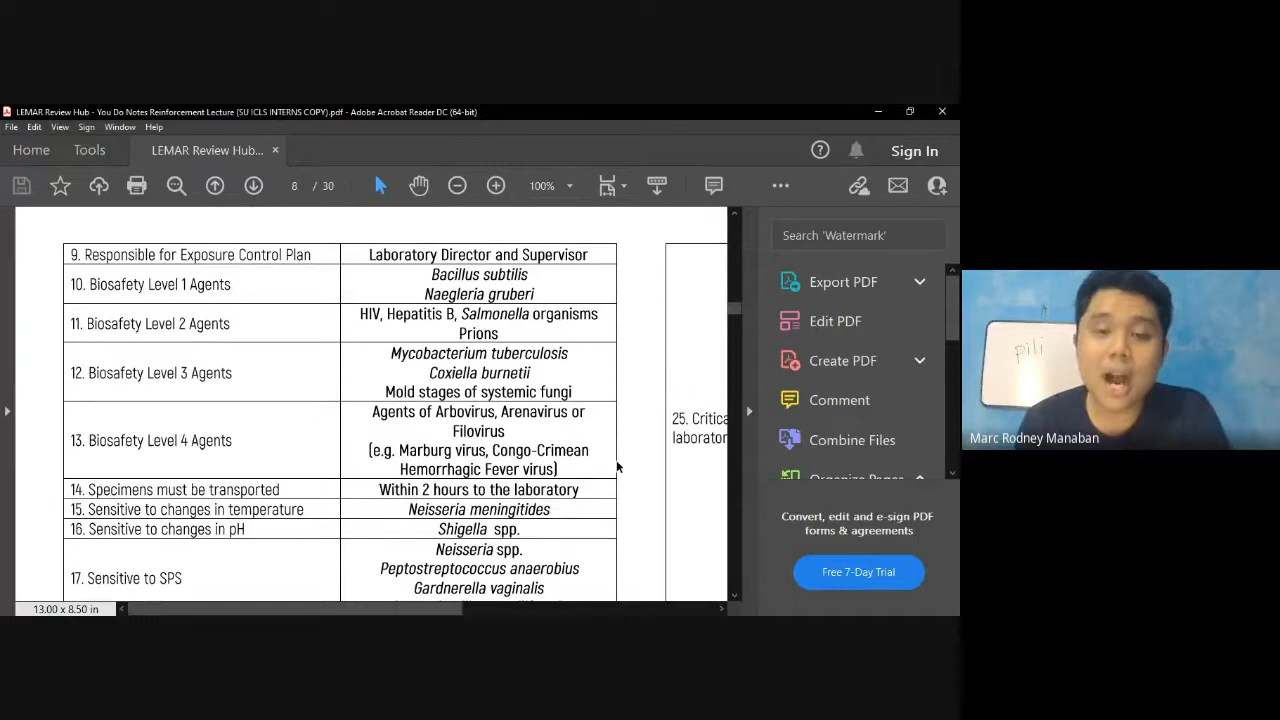 LEMAR Review Hub - You Do Notes Reinforcement Lecture (SU ICLS INTERNS COPY).pdf - Adobe Acrobat Reader DC (64-bit)
File Edit View Sign Window Help
Home Tools LEMAR Review Hub... × Sign In
8 / 30 100%
Search 'Watermark'
9. Responsible for Exposure Control Plan
Laboratory Director and Supervisor
10. Biosafety Level 1 Agents
Bacillus subtilis
Naegleria gruberi
11. Biosafety Level 2 Agents
HIV, Hepatitis B, Salmonella organisms
Prions
12. Biosafety Level 3 Agents
Mycobacterium tuberculosis
Coxiella burnetii
Mold stages of systemic fungi
13. Biosafety Level 4 Agents
Agents of Arbovirus, Arenavirus or
Filovirus
(e.g. Marburg virus, Congo-Crimean
Hemorrhagic Fever virus)
14. Specimens must be transported
Within 2 hours to the laboratory
15. Sensitive to changes in temperature
Neisseria meningitides
16. Sensitive to changes in pH
Shigella spp.
17. Sensitive to SPS
Neisseria spp.
Peptostreptococcus anaerobius
Gardnerella vaginalis
25. Critica
laborator
Export PDF
Edit PDF
Create PDF
Comment
Combine Files
Organize Pages
Convert, edit and e-sign PDF
forms & agreements
Free 7-Day Trial
13.00 x 8.50 in
pili
Marc Rodney Manaban